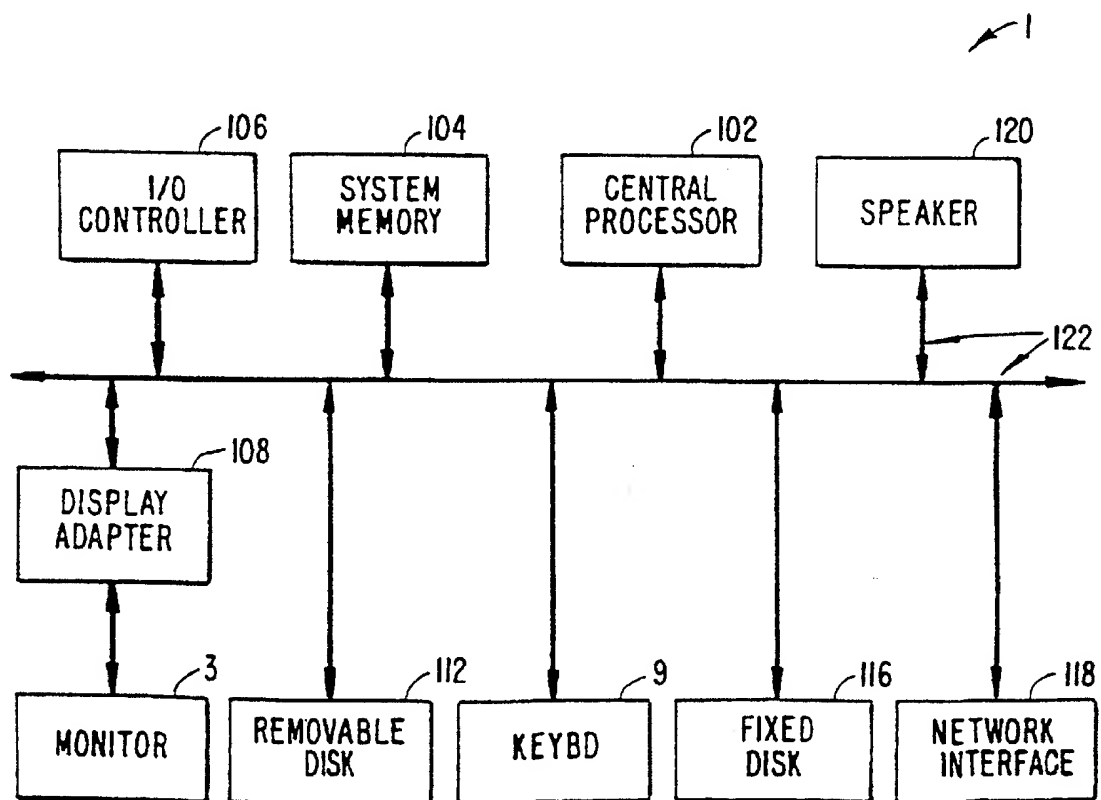 1
106
104
102
120
I/O
CONTROLLER
SYSTEM
MEMORY
CENTRAL
PROCESSOR
SPEAKER
122
108
DISPLAY
ADAPTER
3
112
9
116
118
MONITOR
REMOVABLE
DISK
KEYBD
FIXED
DISK
NETWORK
INTERFACE